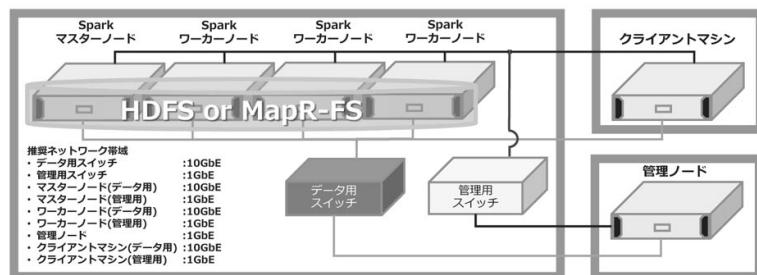 Spark
マスターノード
Spark
ワーカーノード
Spark
ワーカーノード
Spark
ワーカーノード
クライアントマシン
HDFS or MapR-FS
推奨ネットワーク帯域
・ データ用スイッチ :10GbE
・ 管理用スイッチ :1GbE
・ マスターノード(データ用) :10GbE
・ マスターノード(管理用) :1GbE
・ ワーカーノード(データ用) :10GbE
・ ワーカーノード(管理用) :1GbE
・ 管理ノード :1GbE
・ クライアントマシン(データ用) :10GbE
・ クライアントマシン(管理用) :1GbE
データ用
スイッチ
管理用
スイッチ
管理ノード